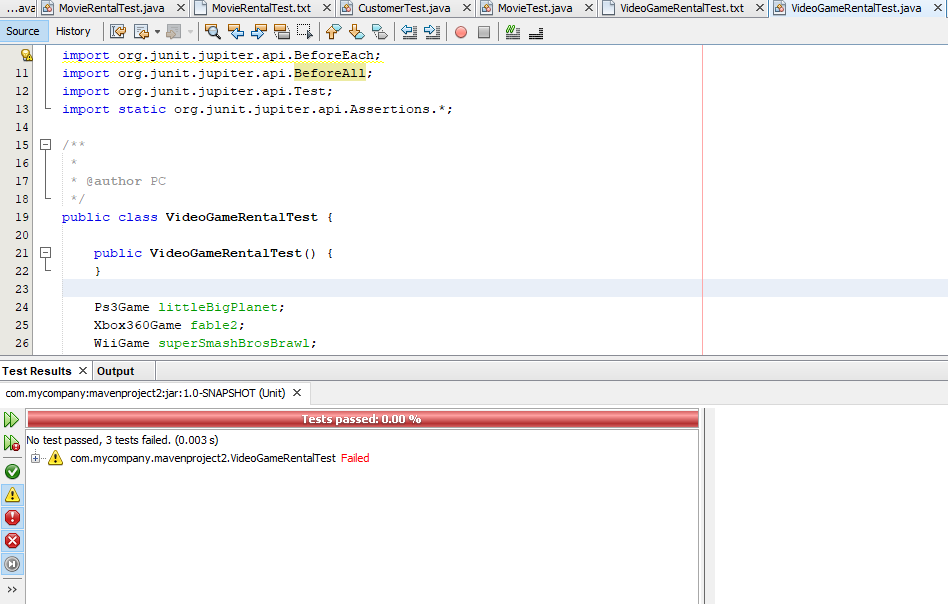 ...ava MovieRentalTest.java MovieRentalTest.txt CustomerTest.java MovieTest.java VideoGameRentalTest.txt VideoGameRentalTest.java
Source History
import org.junit.jupiter.api.BeforeEach;
11 import org.junit.jupiter.api.BeforeAll;
12 import org.junit.jupiter.api.Test;
13 import static org.junit.jupiter.api.Assertions.*;
14
15 /**
16 *
17 * @author PC
18 */
19 public class VideoGameRentalTest {
20
21 public VideoGameRentalTest() {
22 }
23
24 Ps3Game littleBigPlanet;
25 Xbox360Game fable2;
26 WiiGame superSmashBrosBrawl;
Test Results Output
com.mycompany:mavenproject2:jar:1.0-SNAPSHOT (Unit)
Tests passed: 0.00 %
No test passed, 3 tests failed. (0.003 s)
com.mycompany.mavenproject2.VideoGameRentalTest Failed